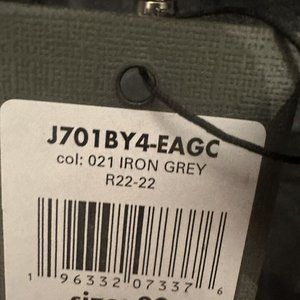 J701BY4-EAGC
col: 021 IRON GREY
R22-22
1 96332 07337 6